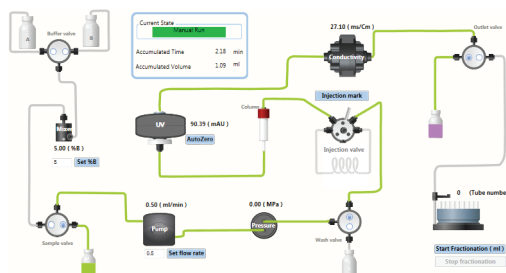 Current State
Manual Run
Accumulated Time 2.18 min
Accumulated Volume 1.09 ml
A
B
Buffer valve
27.10 ( ms/Cm )
Conductivity
Outlet valve
Injection mark
Column
UV
90.39 ( mAU )
AutoZero
Injection valve
Mixer
5.00 ( %B )
5 Set %B
0 (Tube numbe
0.50 ( ml/min )
0.00 ( MPa )
Pump
Pressure
Sample valve
Wash valve
0.5 Set flow rate
Start Fractionation ( ml )
Stop fractionation